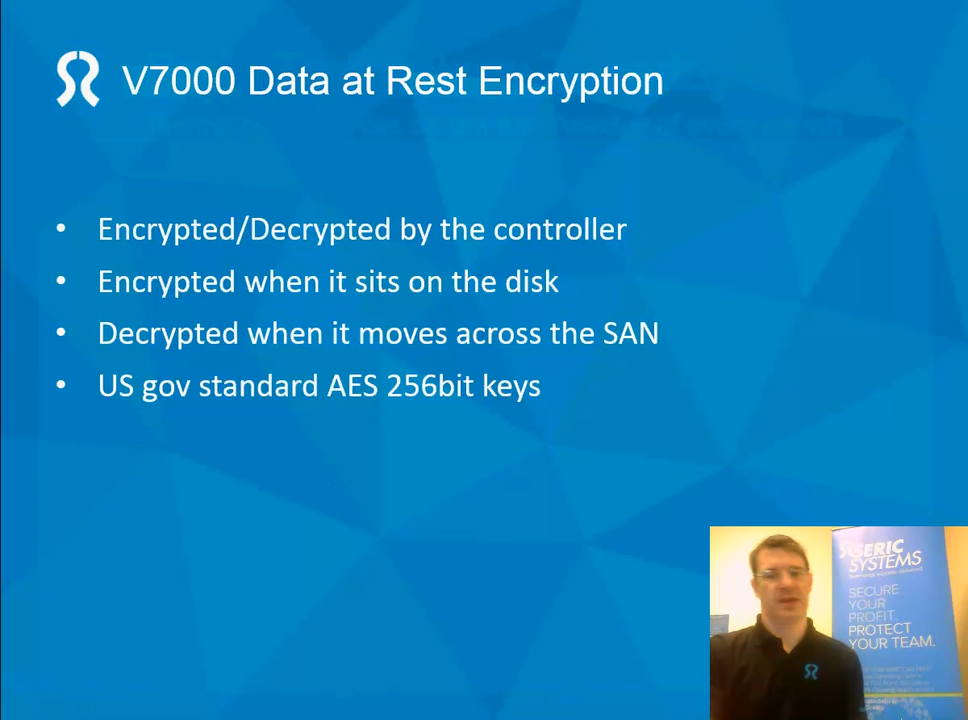 V7000 Data at Rest Encryption
• Encrypted/Decrypted by the controller
• Encrypted when it sits on the disk
• Decrypted when it moves across the SAN
• US gov standard AES 256bit keys
SERIC
SYSTEMS
SECURE
YOUR
PROFIT
PROTECT
YOUR TEAM.